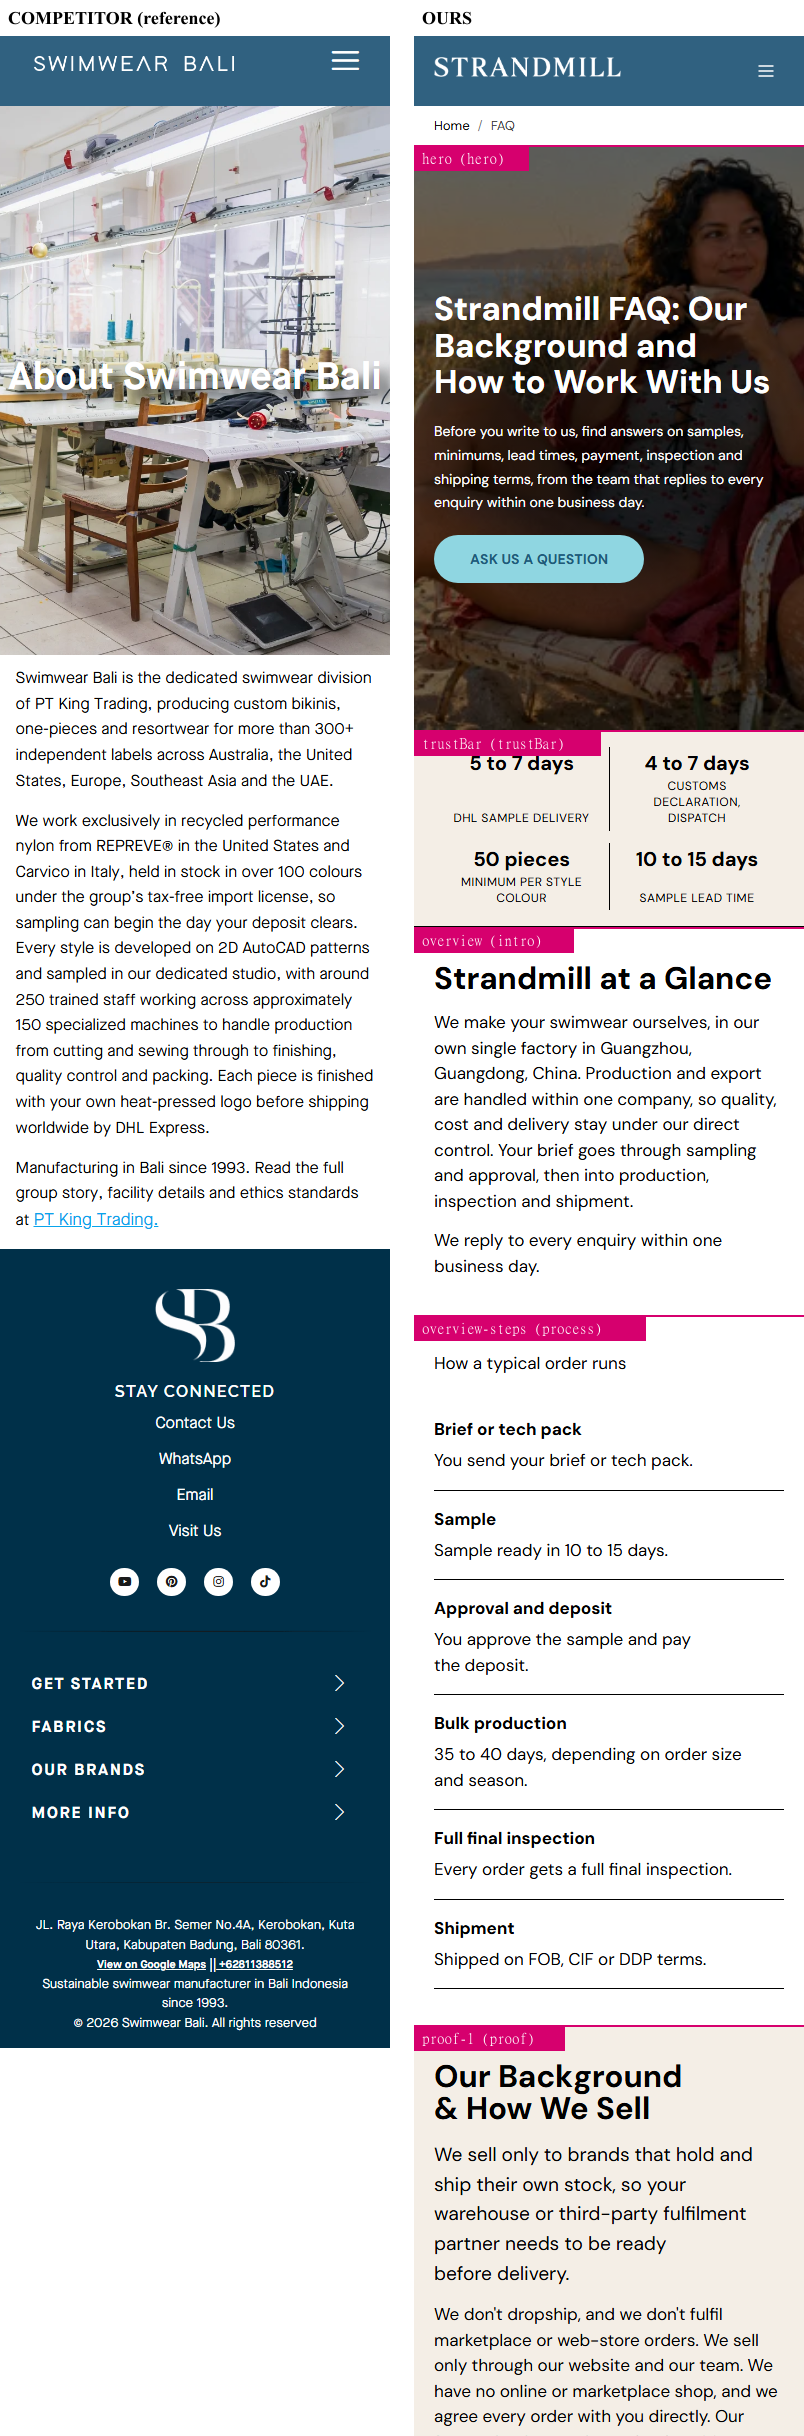 COMPETITOR (reference)
SWIMWEAR BALI
About Swimwear Bali
Swimwear Bali is the dedicated swimwear division
of PT King Trading, producing custom bikinis,
one-pieces and resortwear for more than 300+
independent labels across Australia, the United
States, Europe, Southeast Asia and the UAE.
We work exclusively in recycled performance
nylon from REPREVE® in the United States and
Carvico in Italy, held in stock in over 100 colours
under the group's tax-free import license, so
sampling can begin the day your deposit clears.
Every style is developed on 2D AutoCAD patterns
and sampled in our dedicated studio, with around
250 trained staff working across approximately
150 specialized machines to handle production
from cutting and sewing through to finishing,
quality control and packing. Each piece is finished
with your own heat-pressed logo before shipping
worldwide by DHL Express.
Manufacturing in Bali since 1993. Read the full
group story, facility details and ethics standards
at PT King Trading.
SB
STAY CONNECTED
Contact Us
WhatsApp
Email
Visit Us
GET STARTED
FABRICS
OUR BRANDS
MORE INFO
JL. Raya Kerobokan Br. Semer No.4A, Kerobokan, Kuta
Utara, Kabupaten Badung, Bali 80361.
View on Google Maps || +62811388512
Sustainable swimwear manufacturer in Bali Indonesia
since 1993.
© 2026 Swimwear Bali. All rights reserved
OURS
STRANDMILL
Home / FAQ
hero (hero)
Strandmill FAQ: Our
Background and
How to Work With Us
Before you write to us, find answers on samples,
minimums, lead times, payment, inspection and
shipping terms, from the team that replies to every
enquiry within one business day.
ASK US A QUESTION
trustBar (trustBar)
5 to 7 days
DHL SAMPLE DELIVERY
4 to 7 days
CUSTOMS
DECLARATION,
DISPATCH
50 pieces
MINIMUM PER STYLE
COLOUR
10 to 15 days
SAMPLE LEAD TIME
overview (intro)
Strandmill at a Glance
We make your swimwear ourselves, in our
own single factory in Guangzhou,
Guangdong, China. Production and export
are handled within one company, so quality,
cost and delivery stay under our direct
control. Your brief goes through sampling
and approval, then into production,
inspection and shipment.
We reply to every enquiry within one
business day.
overview-steps (process)
How a typical order runs
Brief or tech pack
You send your brief or tech pack.
Sample
Sample ready in 10 to 15 days.
Approval and deposit
You approve the sample and pay
the deposit.
Bulk production
35 to 40 days, depending on order size
and season.
Full final inspection
Every order gets a full final inspection.
Shipment
Shipped on FOB, CIF or DDP terms.
proof-1 (proof)
Our Background
& How We Sell
We sell only to brands that hold and
ship their own stock, so your
warehouse or third-party fulfilment
partner needs to be ready
before delivery.
We don't dropship, and we don't fulfil
marketplace or web-store orders. We sell
only through our website and our team. We
have no online or marketplace shop, and we
agree every order with you directly. Our